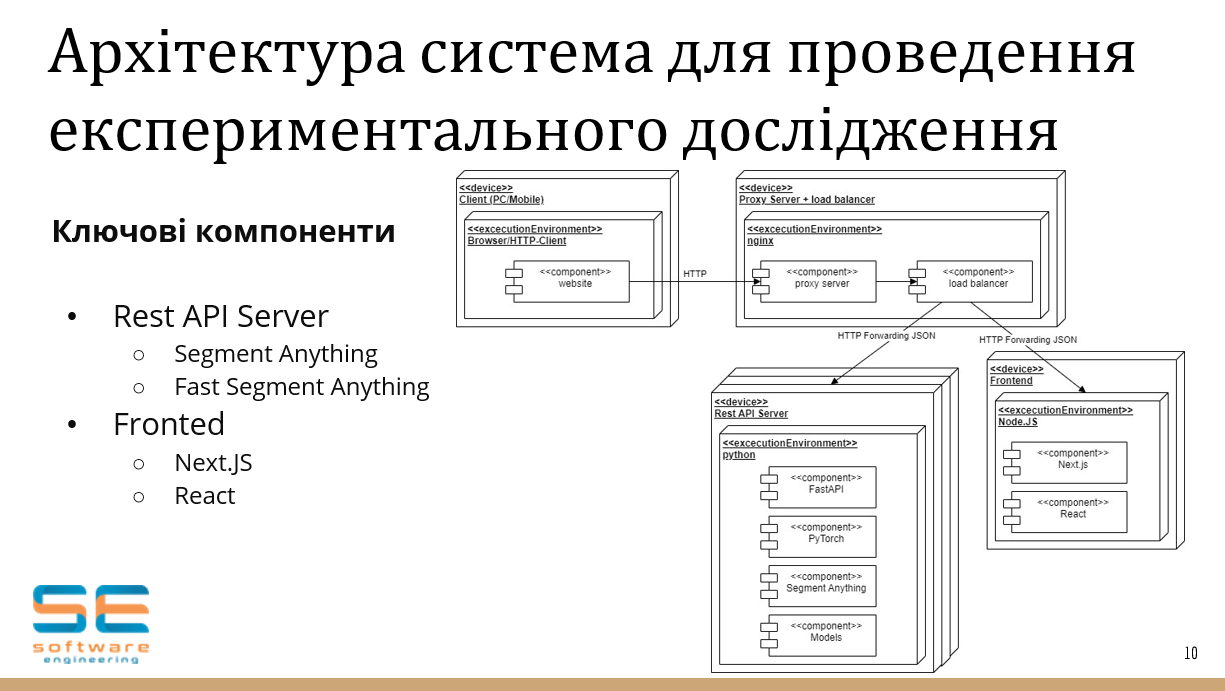 Архітектура система для проведення
експериментального дослідження
Ключові компоненти
• Rest API Server
○ Segment Anything
○ Fast Segment Anything
• Fronted
○ Next.JS
○ React
<<device>>
Client (PC/Mobile)
<<excecutionEnvironment>>
Browser/HTTP-Client
<<component>>
website
HTTP
<<device>>
Proxy Server + load balancer
<<excecutionEnvironment>>
nginx
<<component>>
proxy server
<<component>>
load balancer
HTTP Forwarding JSON
HTTP Forwarding JSON
<<device>>
Rest API Server
<<excecutionEnvironment>>
python
<<component>>
FastAPI
<<component>>
PyTorch
<<component>>
Segment Anything
<<component>>
Models
<<device>>
Frontend
<<excecutionEnvironment>>
Node.JS
<<component>>
Next.js
<<component>>
React
SE
software
engineering
10